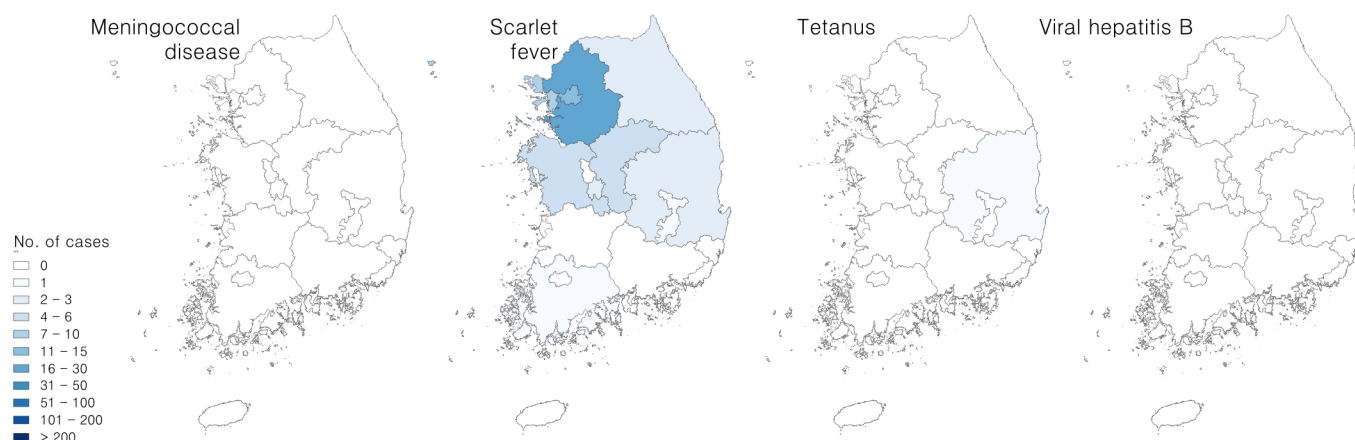 Meningococcal
disease
Scarlet
fever
Tetanus
Viral hepatitis B
No. of cases
0
1
2 – 3
4 – 6
7 – 10
11 – 15
16 – 30
31 – 50
51 – 100
101 – 200
> 200